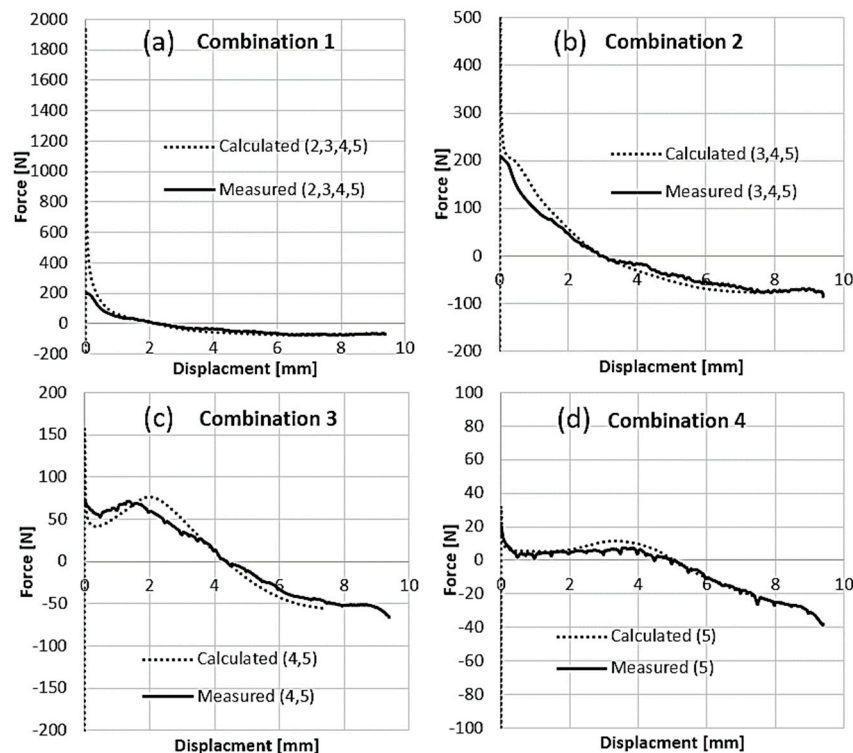 (a) Combination 1
Force [N]
2000
1800
1600
1400
1200
1000
800
600
400
200
0
-200
Calculated (2,3,4,5)
Measured (2,3,4,5)
0 2 4 6 8 10
Displacment [mm]
(b) Combination 2
Force [N]
500
400
300
200
100
0
-100
-200
Calculated (3,4,5)
Measured (3,4,5)
0 2 4 6 8 10
Displacment [mm]
(c) Combination 3
Force [N]
200
150
100
50
0
-50
-100
-150
-200
0 2 4 6 8 10
Calculated (4,5)
Measured (4,5)
Displacment [mm]
(d) Combination 4
Force [N]
100
80
60
40
20
0
-20
-40
-60
-80
-100
0 2 4 6 8 10
Calculated (5)
Measured (5)
Displacment [mm]